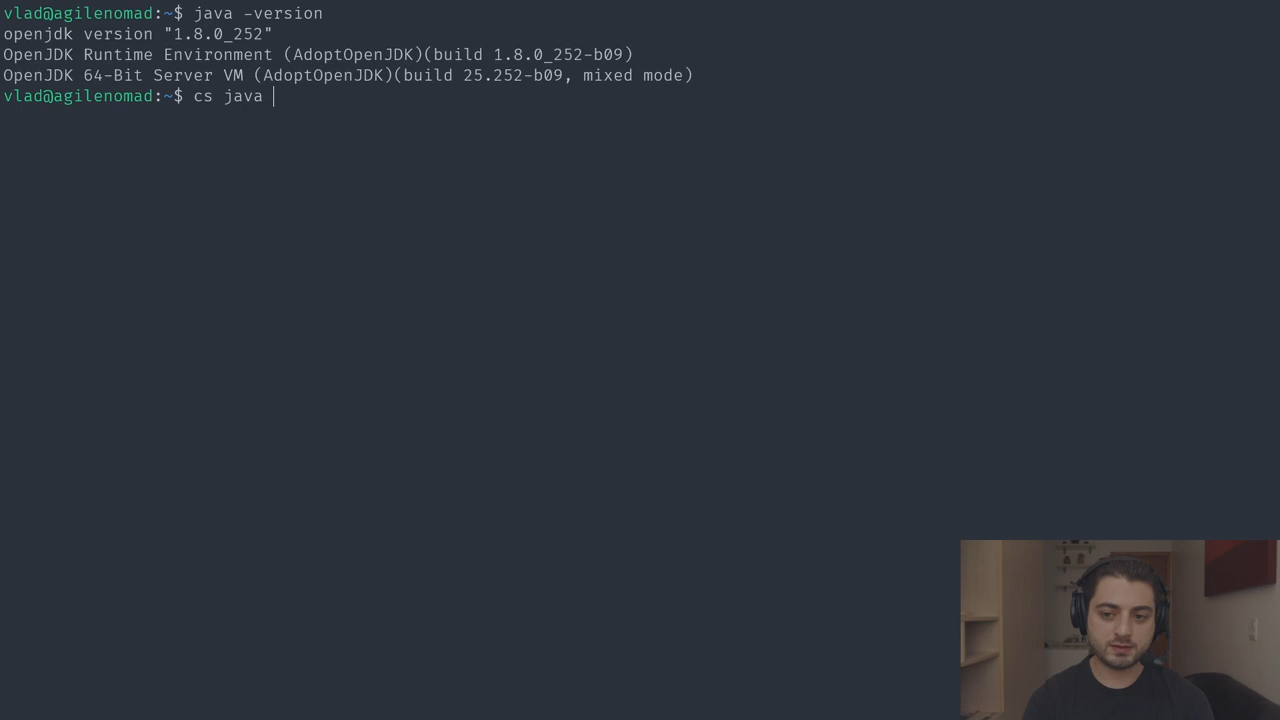 vlad@agilenomad:~$ java -version
openjdk version "1.8.0_252"
OpenJDK Runtime Environment (AdoptOpenJDK)(build 1.8.0_252-b09)
OpenJDK 64-Bit Server VM (AdoptOpenJDK)(build 25.252-b09, mixed mode)
vlad@agilenomad:~$ cs java